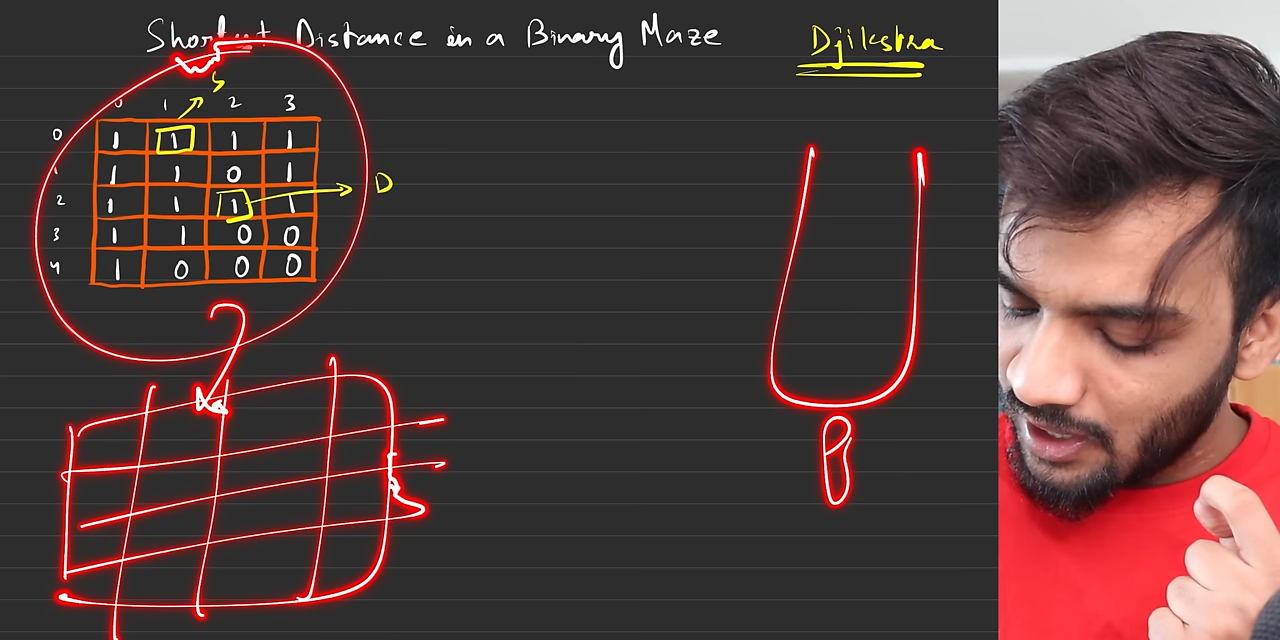 Shortest Distance in a Binary Maze
Djikstra
S
0 1 2 3
0 1 1 1 1
1 1 1 0 1
2 1 1 1 1 D
3 1 1 0 0
4 1 0 0 0